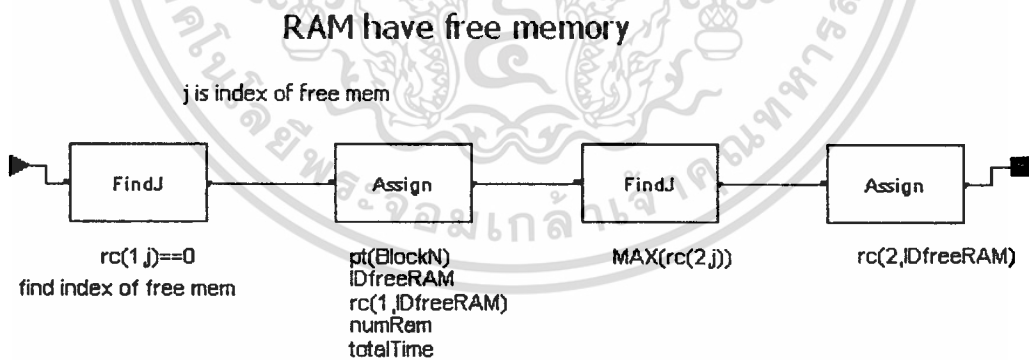 RAM have free memory
j is index of free mem
FindJ
Assign
FindJ
Assign
rc(1,j)==0
find index of free mem
pt(BlockN)
IDfreeRAM
rc(1,IDfreeRAM)
numRam
totalTime
MAX(rc(2,j))
rc(2,IDfreeRAM)